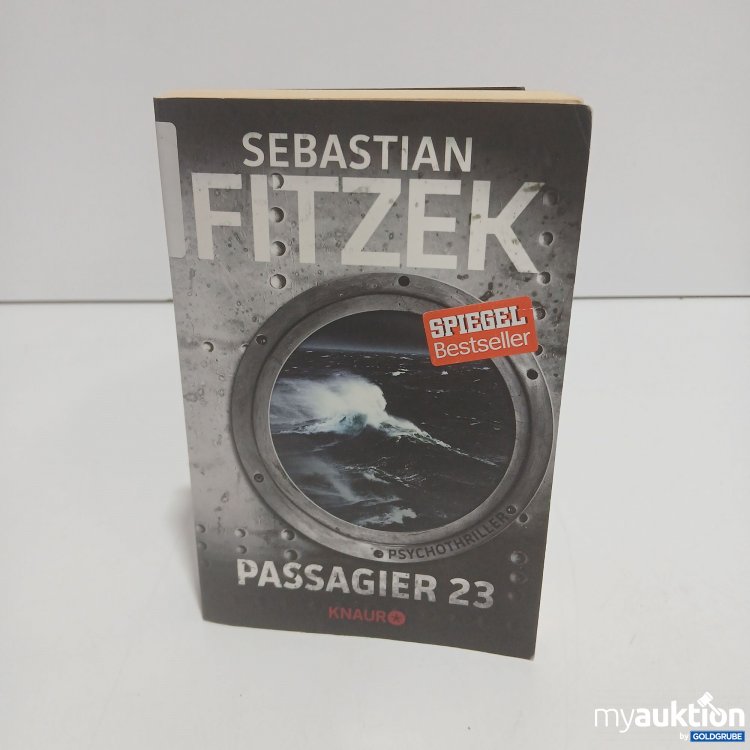 SEBASTIAN
FITZEK
SPIEGEL
Bestseller
PSYCHOTHRILLER
PASSAGIER 23
KNAUR
myauktion
by GOLDGRUBE